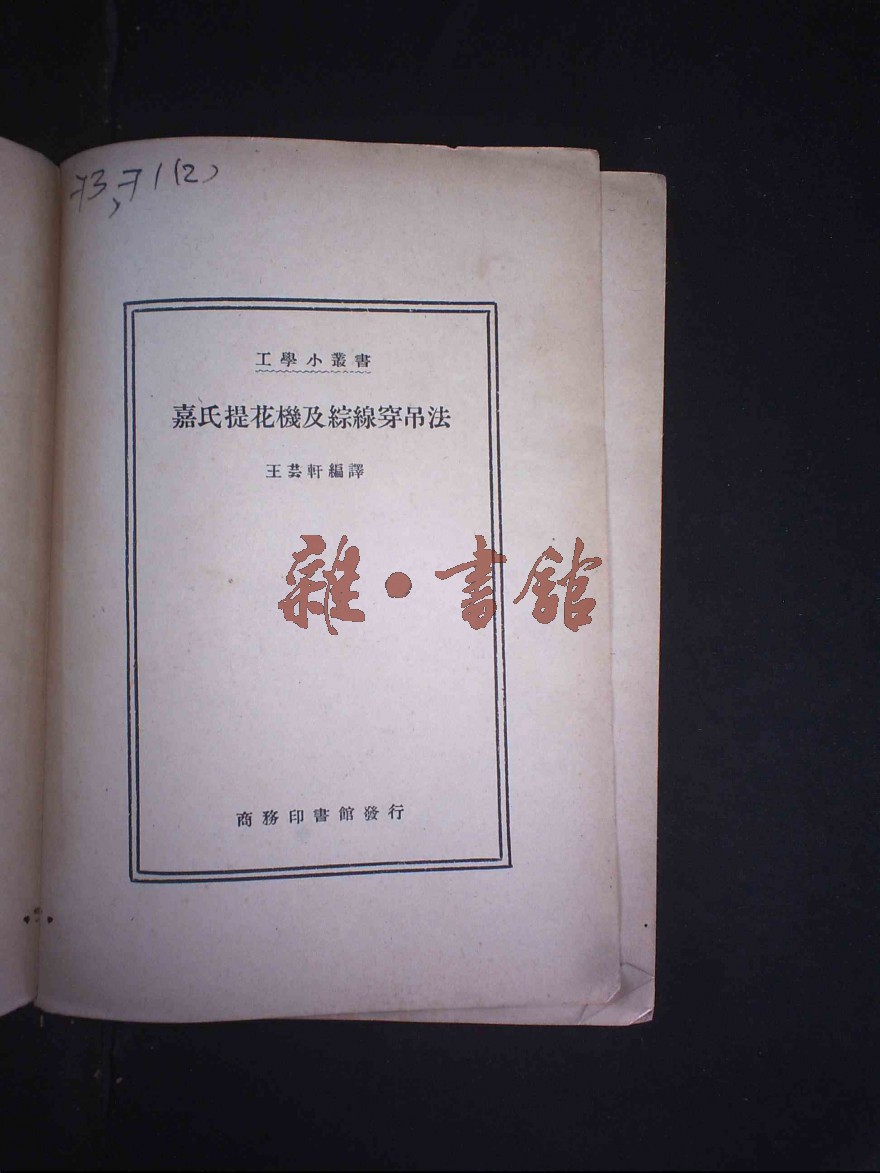 73,71(2)
工學小叢書
嘉氏提花機及綜線穿吊法
王芸軒編譯
雜·書館
商務印書館發行